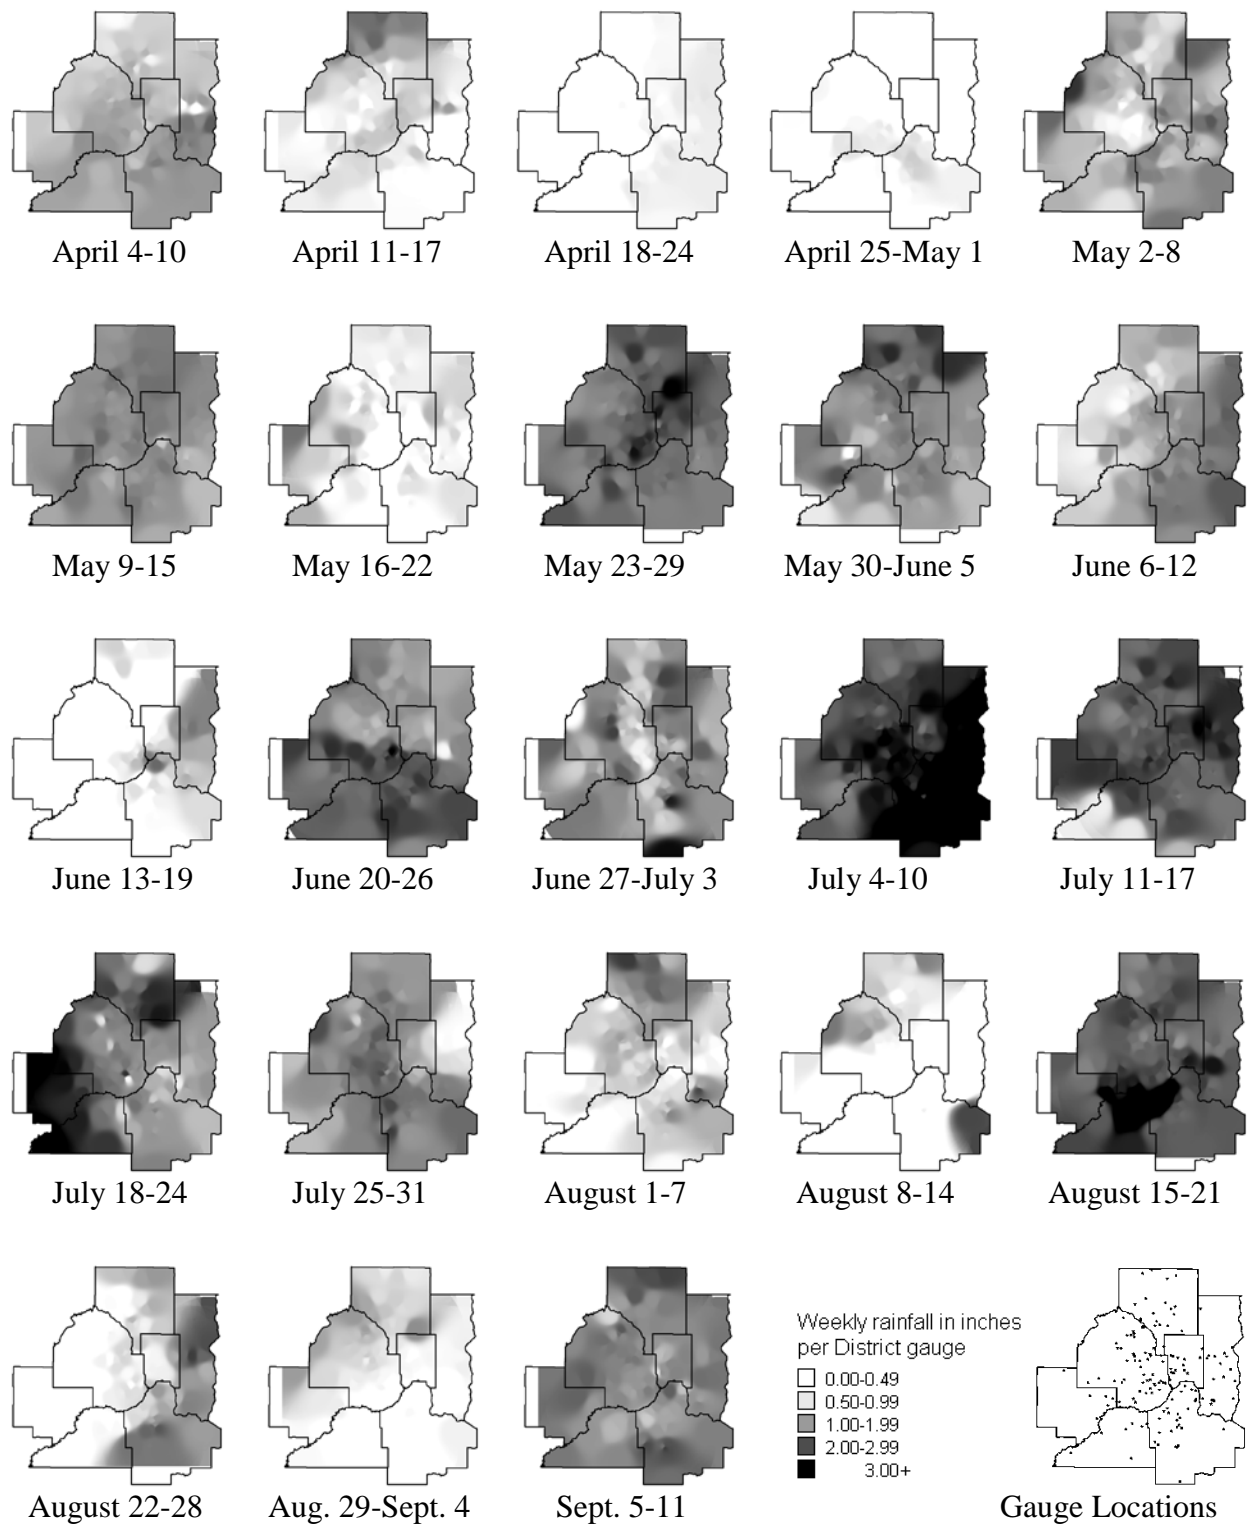 April 4-10
April 11-17
April 18-24
April 25-May 1
May 2-8
May 9-15
May 16-22
May 23-29
May 30-June 5
June 6-12
June 13-19
June 20-26
June 27-July 3
July 4-10
July 11-17
July 18-24
July 25-31
August 1-7
August 8-14
August 15-21
Weekly rainfall in inches
per District gauge
0.00-0.49
0.50-0.99
1.00-1.99
2.00-2.99
3.00+
August 22-28
Aug. 29-Sept. 4
Sept. 5-11
Gauge Locations